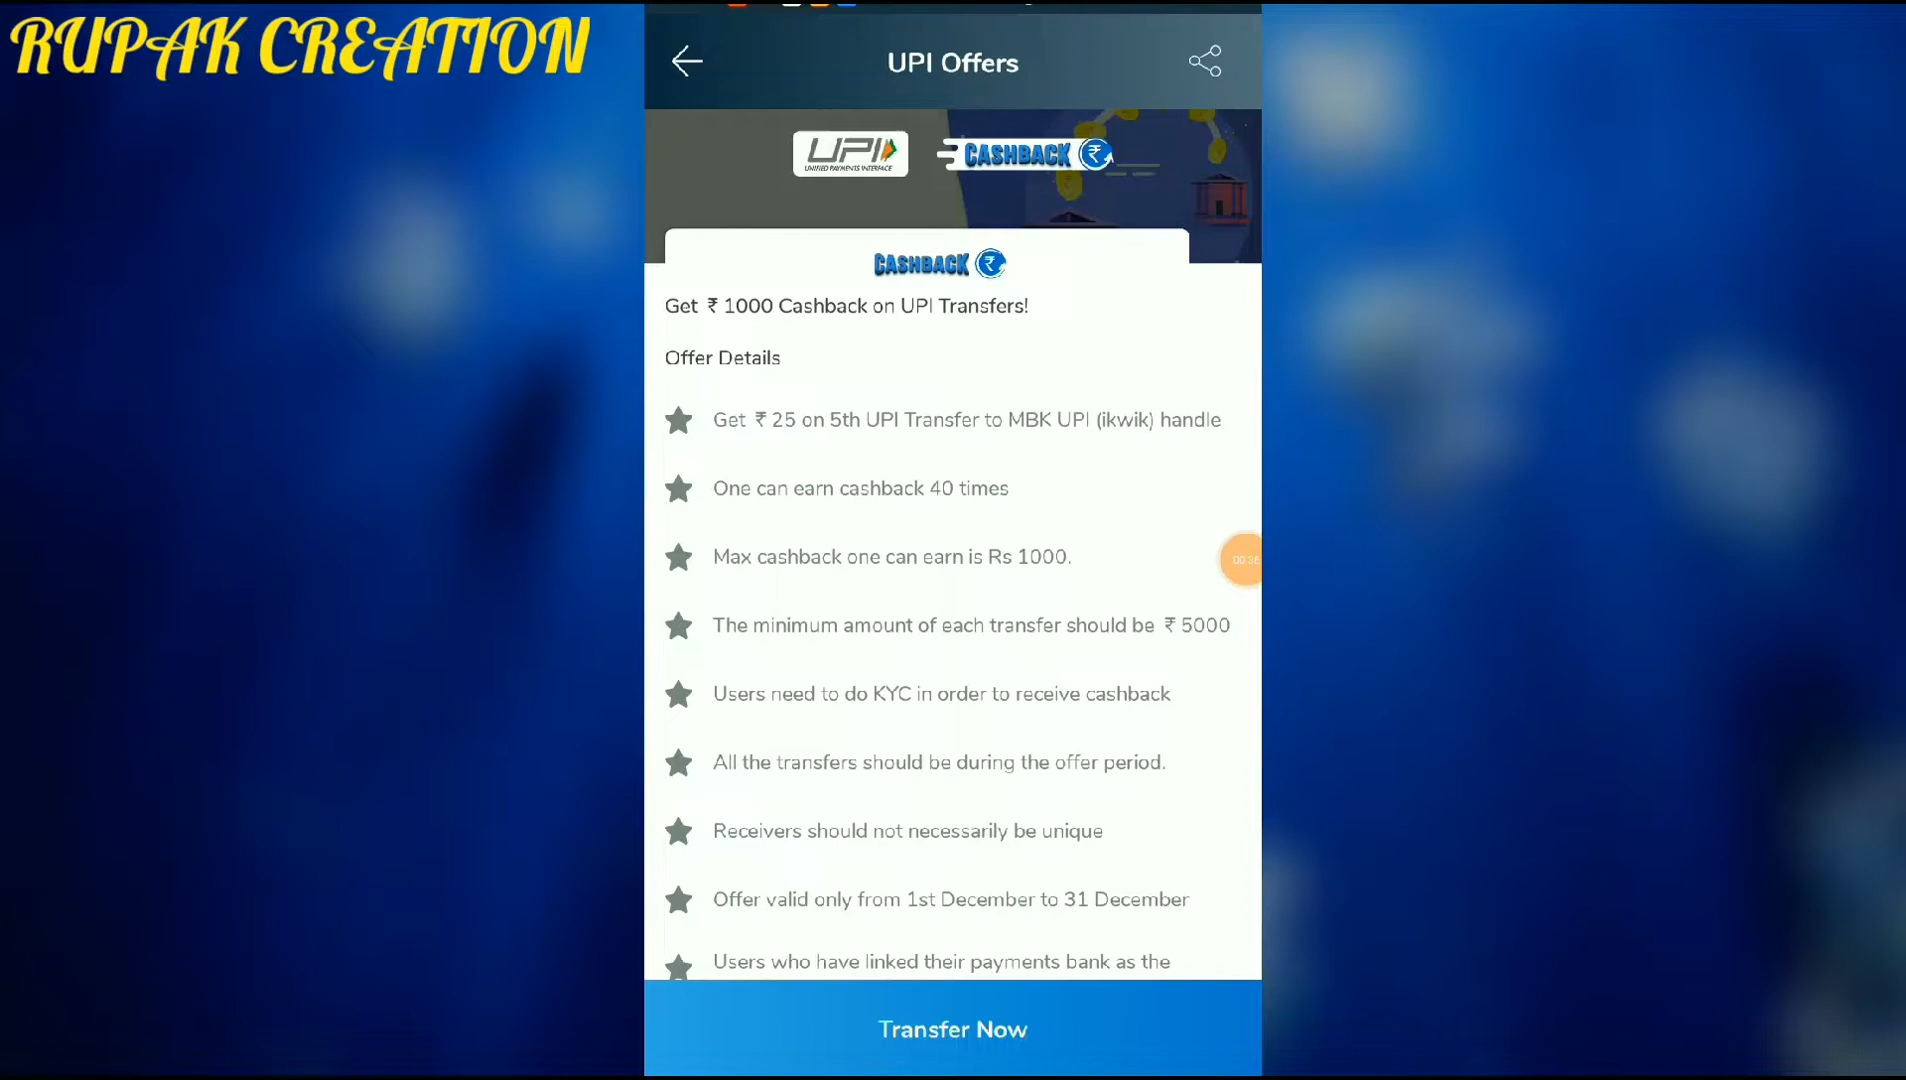 RUPAK CREATION
UPI Offers
UPI
UNIFIED PAYMENTS INTERFACE
CASHBACK ₹
CASHBACK ₹
Get ₹ 1000 Cashback on UPI Transfers!
Offer Details
Get ₹ 25 on 5th UPI Transfer to MBK UPI (ikwik) handle
One can earn cashback 40 times
Max cashback one can earn is Rs 1000.
00:36
The minimum amount of each transfer should be ₹ 5000
Users need to do KYC in order to receive cashback
All the transfers should be during the offer period.
Receivers should not necessarily be unique
Offer valid only from 1st December to 31 December
Users who have linked their payments bank as the
Transfer Now